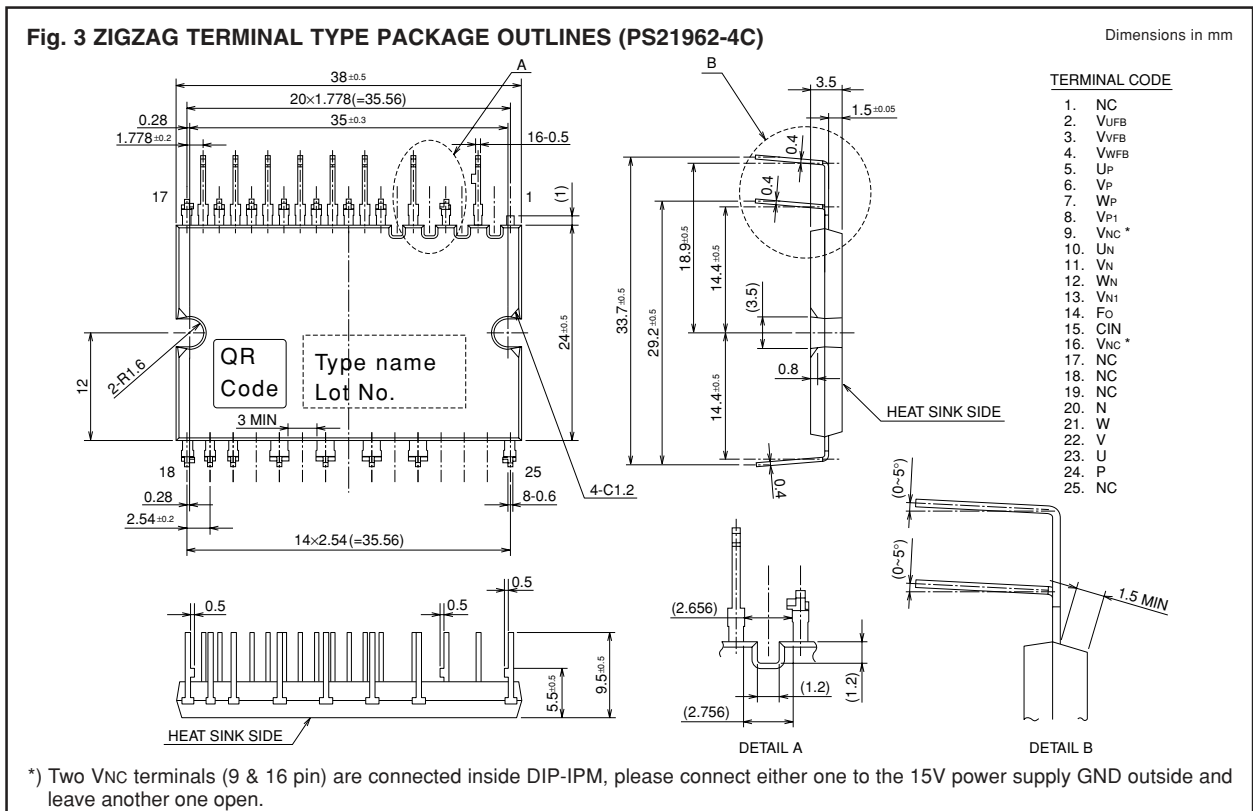 Fig. 3 ZIGZAG TERMINAL TYPE PACKAGE OUTLINES (PS21962-4C)
Dimensions in mm
A
38±0.5
20×1.778(=35.56)
0.28
35±0.3
1.778±0.2
16-0.5
17
1
(1)
QR
Code
Type name
Lot No.
3 MIN
2-R1.6
12
24±0.5
18
25
0.28
2.54±0.2
8-0.6
4-C1.2
14×2.54(=35.56)
B
3.5
1.5±0.05
0.4
0.4
33.7±0.5
29.2±0.5
18.9±0.5
14.4±0.5
(3.5)
0.8
14.4±0.5
0.4
HEAT SINK SIDE
TERMINAL CODE
1. NC
2. VUFB
3. VVFB
4. VWFB
5. UP
6. VP
7. WP
8. VP1
9. VNC *
10. UN
11. VN
12. WN
13. VN1
14. FO
15. CIN
16. VNC *
17. NC
18. NC
19. NC
20. N
21. W
22. V
23. U
24. P
25. NC
0.5
0.5
0.5
5.5±0.5
9.5±0.5
HEAT SINK SIDE
(2.656)
(1.2)
(1.2)
(2.756)
DETAIL A
(0~5°)
(0~5°)
1.5 MIN
DETAIL B
*) Two VNC terminals (9 & 16 pin) are connected inside DIP-IPM, please connect either one to the 15V power supply GND outside and
leave another one open.